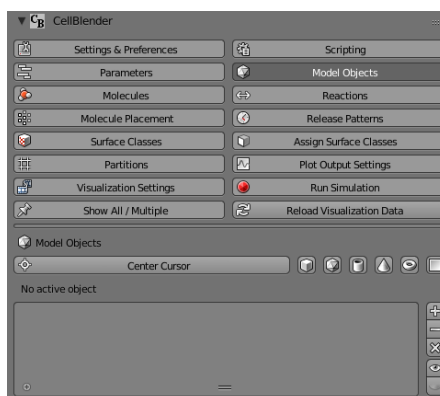 CB CellBlender
Settings & Preferences Scripting
Parameters Model Objects
Molecules Reactions
Molecule Placement Release Patterns
Surface Classes Assign Surface Classes
Partitions Plot Output Settings
Visualization Settings Run Simulation
Show All / Multiple Reload Visualization Data
Model Objects
Center Cursor
No active object